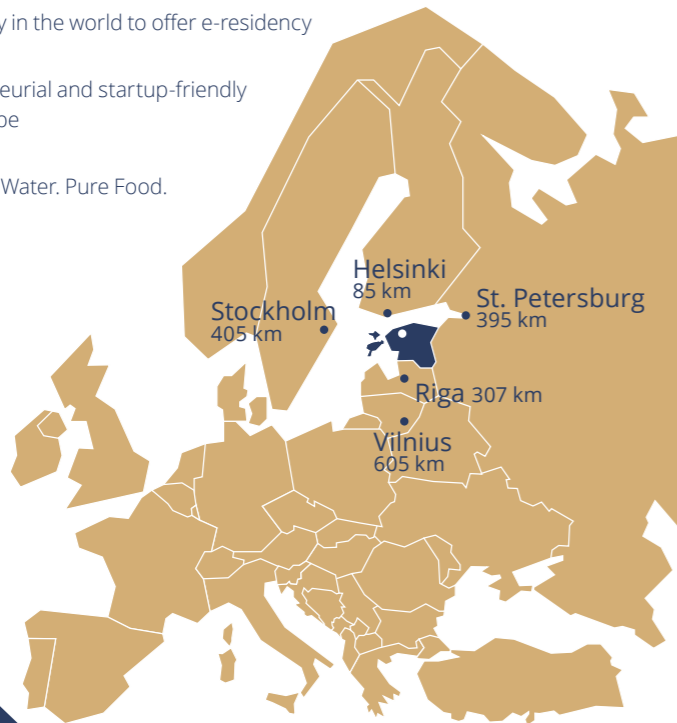 y in the world to offer e-residency
eurial and startup-friendly
pe
Water. Pure Food.
Helsinki
85 km
Stockholm
405 km
St. Petersburg
395 km
Riga 307 km
Vilnius
605 km